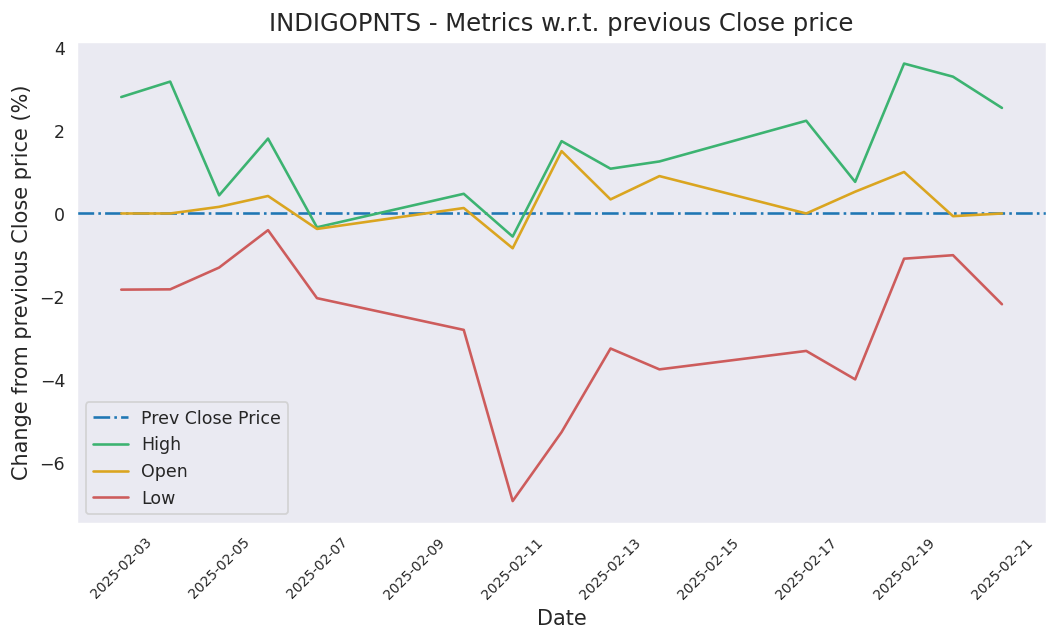 INDIGOPNTS - Metrics w.r.t. previous Close price
Change from previous Close price (%)
4
2
0
−2
−4
−6
Prev Close Price
High
Open
Low
2025-02-03
2025-02-05
2025-02-07
2025-02-09
2025-02-11
2025-02-13
2025-02-15
2025-02-17
2025-02-19
2025-02-21
Date